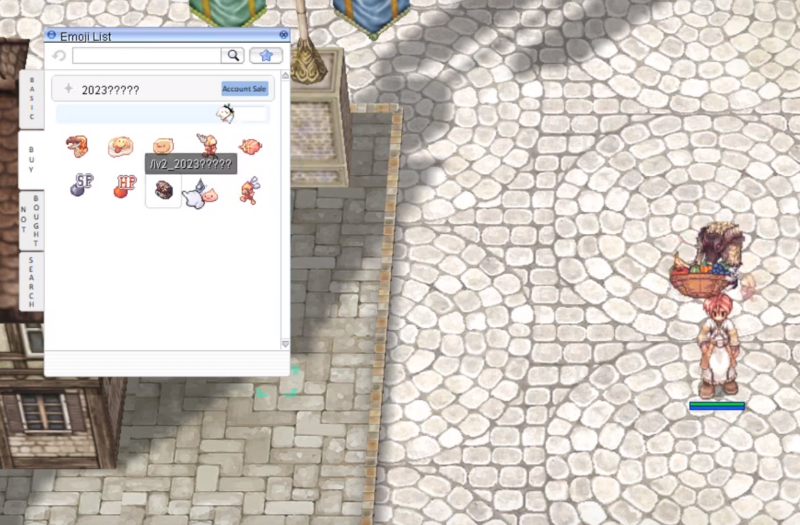 Emoji List
2023?????
Account Sale
BASIC
BUY
NOT BOUGHT
SEARCH
/lv2_2023?????
SP
HP